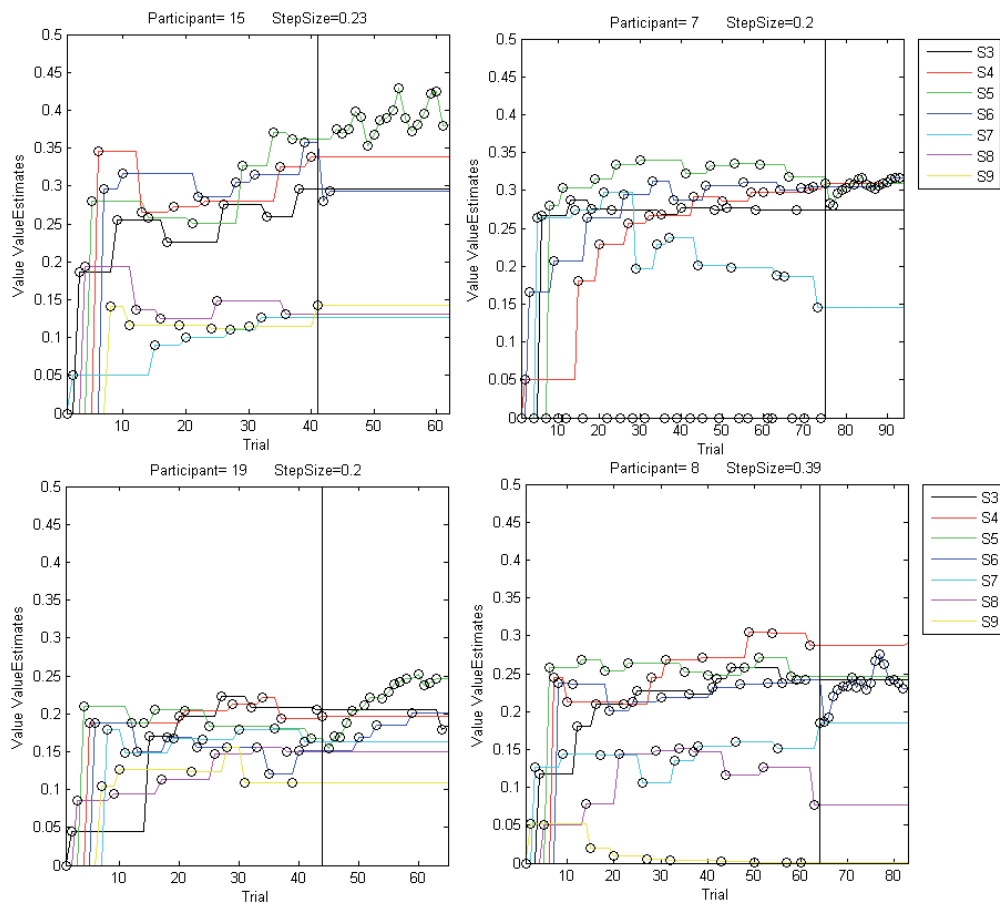 Participant= 15 StepSize=0.23
Participant= 7 StepSize=0.2
0.5
0.45
0.4
0.35
0.3
0.25
0.2
0.15
0.1
0.05
0
Value ValueEstimates
10 20 30 40 50 60
Trial
0.5
0.45
0.4
0.35
0.3
0.25
0.2
0.15
0.1
0.05
0
Value ValueEstimates
10 20 30 40 50 60 70 80 90
Trial
S3
S4
S5
S6
S7
S8
S9
Participant= 19 StepSize=0.2
Participant= 8 StepSize=0.39
0.5
0.45
0.4
0.35
0.3
0.25
0.2
0.15
0.1
0.05
0
Value ValueEstimates
10 20 30 40 50 60
Trial
0.5
0.45
0.4
0.35
0.3
0.25
0.2
0.15
0.1
0.05
0
Value ValueEstimates
10 20 30 40 50 60 70 80
Trial
S3
S4
S5
S6
S7
S8
S9